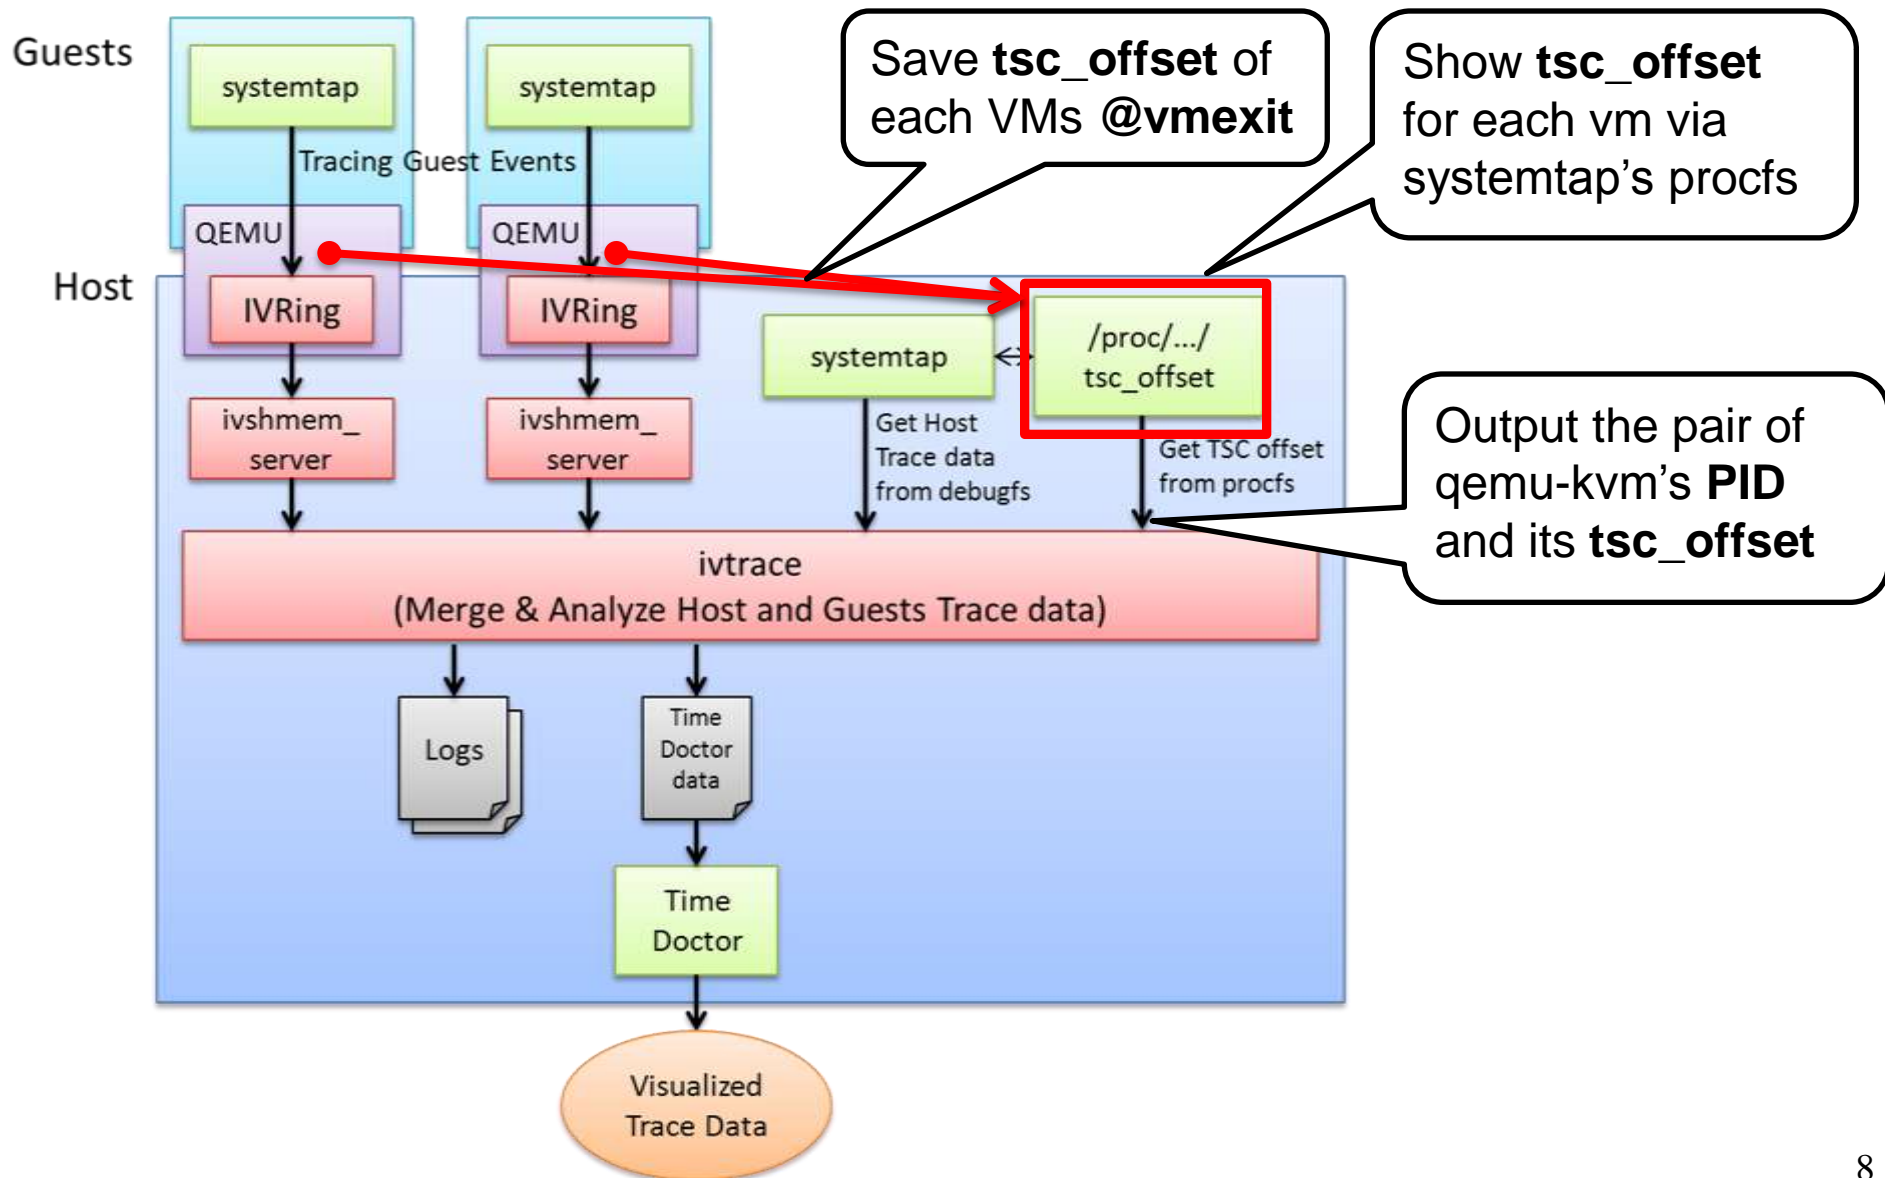 Guests
systemtap
systemtap
Save tsc_offset of
each VMs @vmexit
Show tsc_offset
for each vm via
systemtap’s procfs
Tracing Guest Events
QEMU
QEMU
Host
IVRing
IVRing
systemtap
/proc/.../
tsc_offset
ivshmem_
server
ivshmem_
server
Get Host
Trace data
from debugfs
Get TSC offset
from procfs
Output the pair of
qemu-kvm’s PID
and its tsc_offset
ivtrace
(Merge & Analyze Host and Guests Trace data)
Logs
Time
Doctor
data
Time
Doctor
Visualized
Trace Data
8